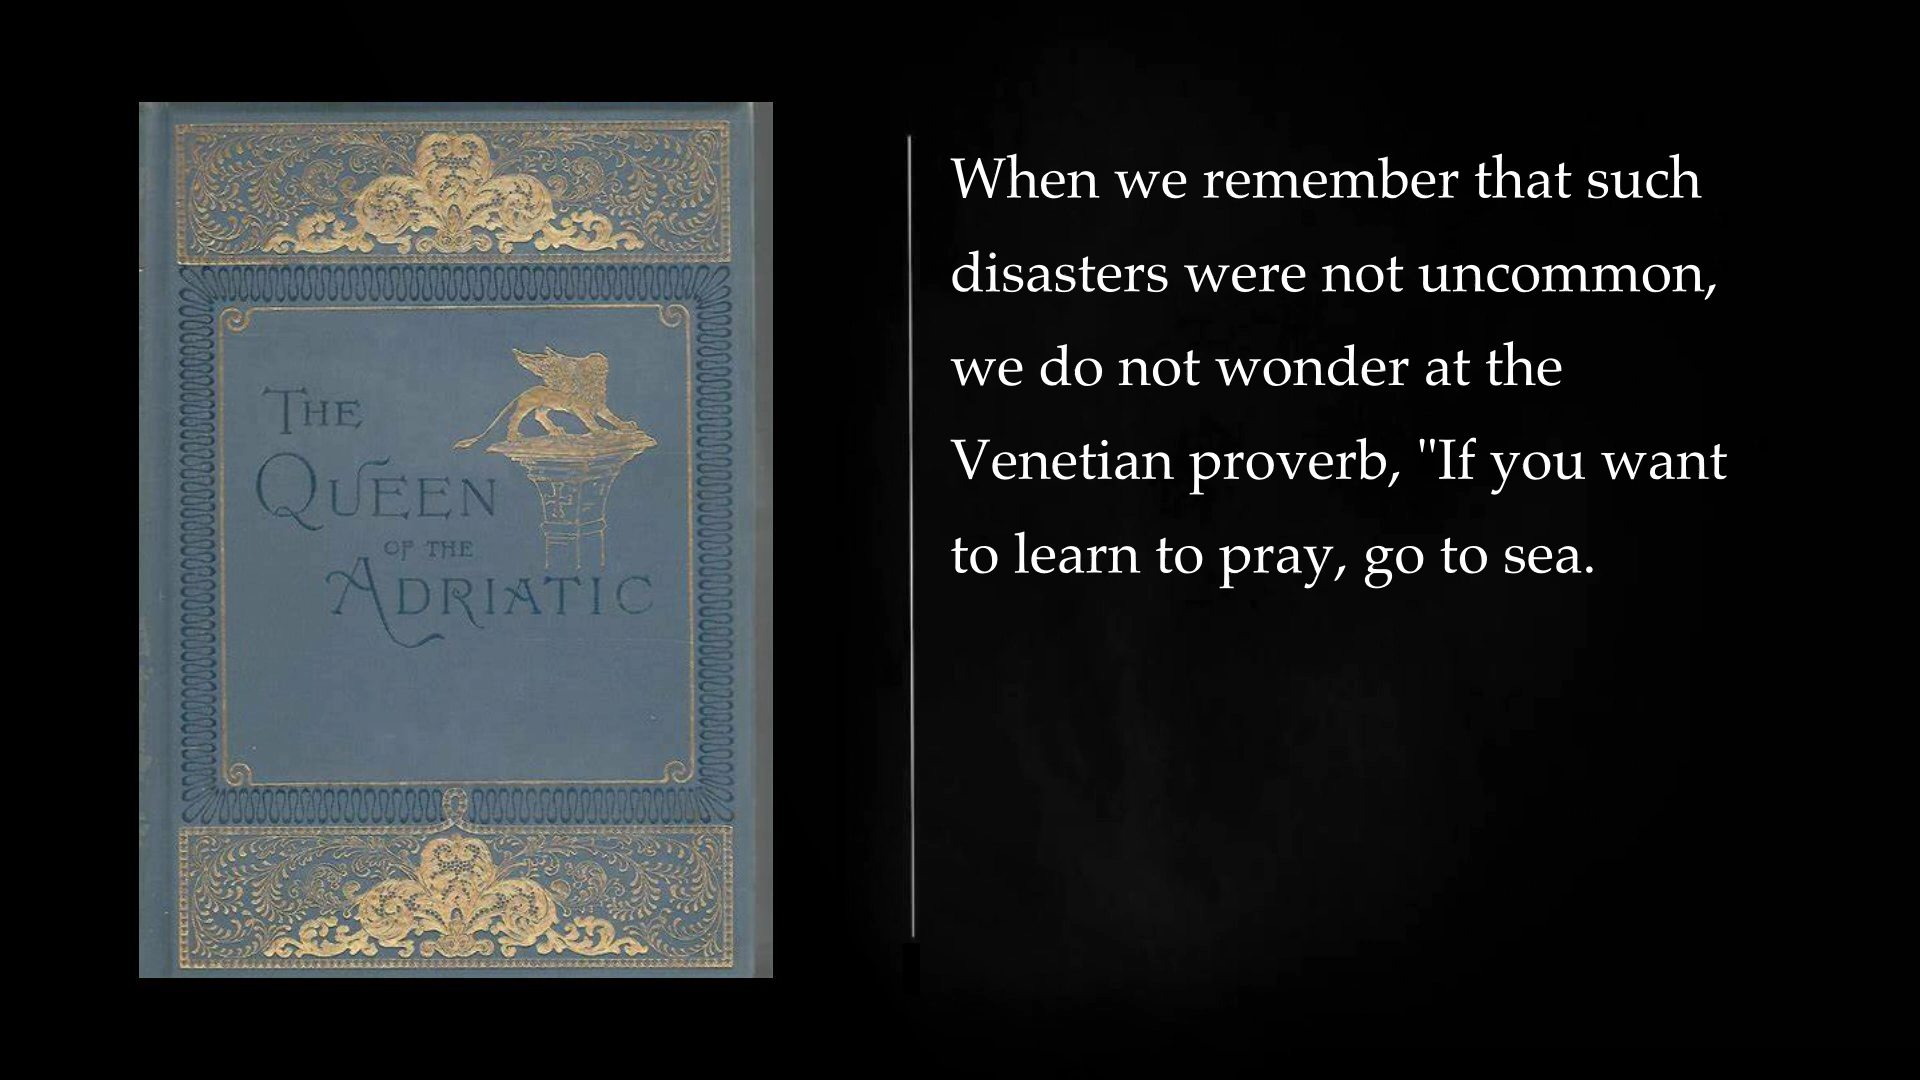 THE
QUEEN
OF THE
ADRIATIC
When we remember that such
disasters were not uncommon,
we do not wonder at the
Venetian proverb, "If you want
to learn to pray, go to sea.